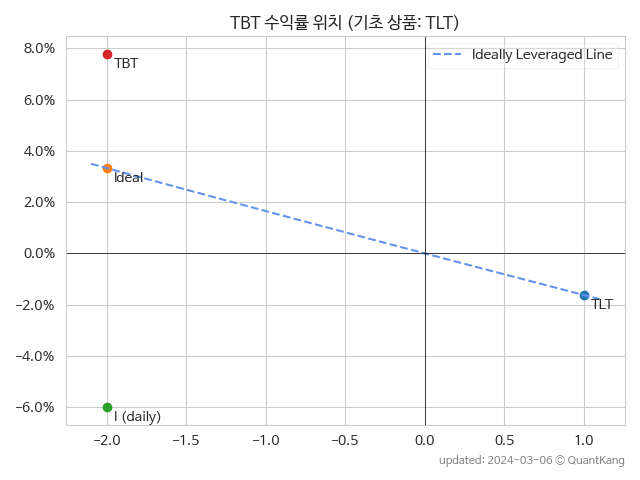 TBT 수익률 위치 (기초 상품: TLT)
8.0%
TBT
Ideally Leveraged Line
6.0%
4.0%
Ideal
2.0%
0.0%
−2.0%
TLT
−4.0%
−6.0%
I (daily)
−2.0 −1.5 −1.0 −0.5 0.0 0.5 1.0
updated: 2024-03-06 © QuantKang